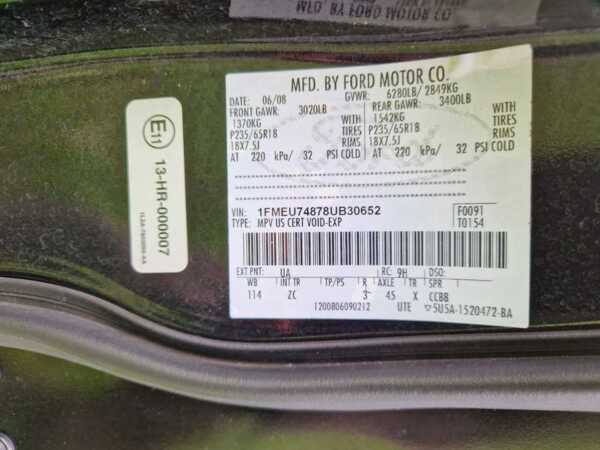 MFD. BY FORD MOTOR CO.
DATE: 06/08 GVWR: 6280LB/ 2849KG
FRONT GAWR: 3020LB REAR GAWR: 3400LB
1370KG WITH 1542KG WITH
P235/65R18 TIRES P235/65R18 TIRES
18X7.5J RIMS 18X7.5J RIMS
AT 220 kPa/ 32 PSI COLD AT 220 kPa/ 32 PSI COLD
VIN: 1FMEU74878UB30652 F0091
TYPE: MPV US CERT VOID-EXP T0154
EXT PNT: UA RC: 9H DSO:
WB INT TR TP/PS R AXLE TR SPR
114 ZC 3 45 X CCBB
1200806090212 UTE ▽5U5A-1520472-BA
E11
13-HR-000007